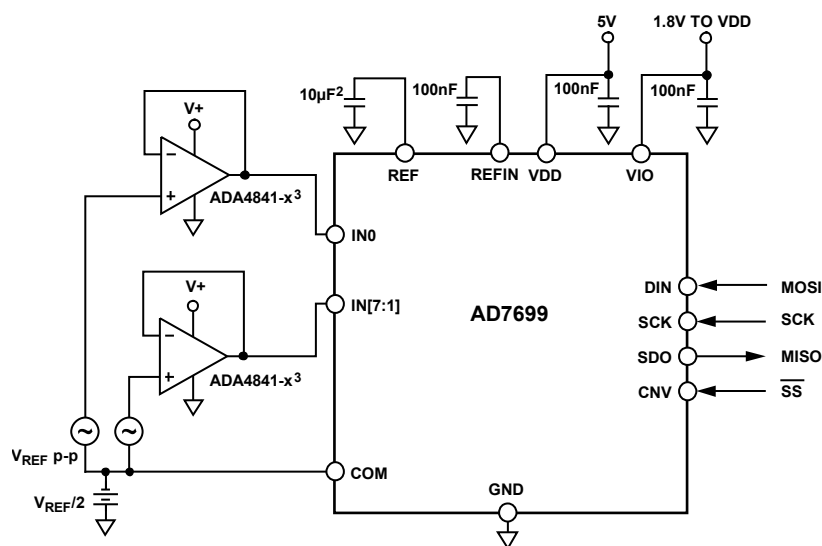 5V
1.8V TO VDD
10µF²
100nF
100nF
100nF
V+
REF
REFIN
VDD
VIO
−
+
ADA4841-x³
IN0
V+
IN[7:1]
AD7699
DIN
MOSI
SCK
SCK
−
+
ADA4841-x³
SDO
MISO
CNV
SS
~
~
VREF p-p
COM
VREF/2
GND